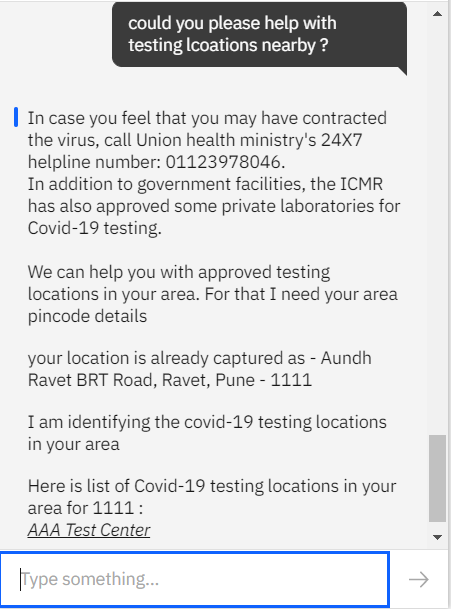 could you please help with
testing lcoations nearby ?
In case you feel that you may have contracted
the virus, call Union health ministry's 24X7
helpline number: 01123978046.
In addition to government facilities, the ICMR
has also approved some private laboratories for
Covid-19 testing.
We can help you with approved testing
locations in your area. For that I need your area
pincode details
your location is already captured as - Aundh
Ravet BRT Road, Ravet, Pune - 1111
I am identifying the covid-19 testing locations
in your area
Here is list of Covid-19 testing locations in your
area for 1111 :
AAA Test Center
Type something...